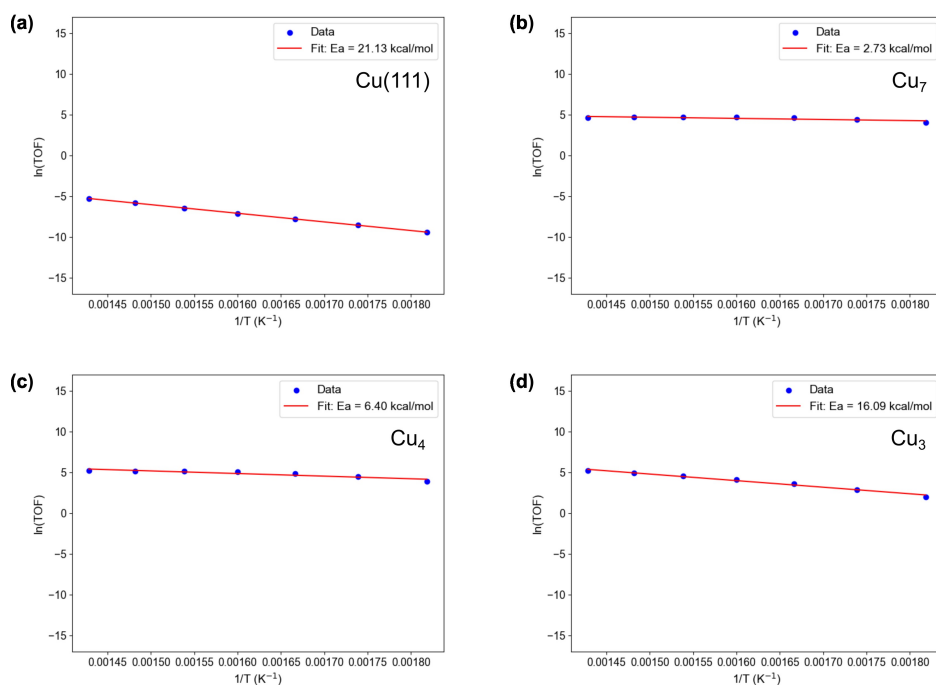 (a)
15
10
5
0
−5
−10
−15
ln(TOF)
Data
Fit: Ea = 21.13 kcal/mol
Cu(111)
0.00145 0.00150 0.00155 0.00160 0.00165 0.00170 0.00175 0.00180
1/T (K⁻¹)
(b)
15
10
5
0
−5
−10
−15
ln(TOF)
Data
Fit: Ea = 2.73 kcal/mol
Cu₇
0.00145 0.00150 0.00155 0.00160 0.00165 0.00170 0.00175 0.00180
1/T (K⁻¹)
(c)
15
10
5
0
−5
−10
−15
ln(TOF)
Data
Fit: Ea = 6.40 kcal/mol
Cu₄
0.00145 0.00150 0.00155 0.00160 0.00165 0.00170 0.00175 0.00180
1/T (K⁻¹)
(d)
15
10
5
0
−5
−10
−15
ln(TOF)
Data
Fit: Ea = 16.09 kcal/mol
Cu₃
0.00145 0.00150 0.00155 0.00160 0.00165 0.00170 0.00175 0.00180
1/T (K⁻¹)